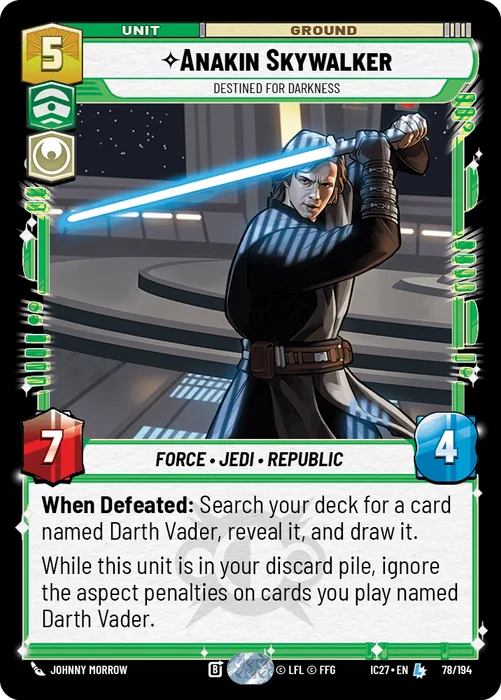 5
UNIT
GROUND
ANAKIN SKYWALKER
DESTINED FOR DARKNESS
7
4
FORCE • JEDI • REPUBLIC
When Defeated: Search your deck for a card
named Darth Vader, reveal it, and draw it.
While this unit is in your discard pile, ignore
the aspect penalties on cards you play named
Darth Vader.
JOHNNY MORROW
B
© LFL © FFG
IC27 • EN
78/194